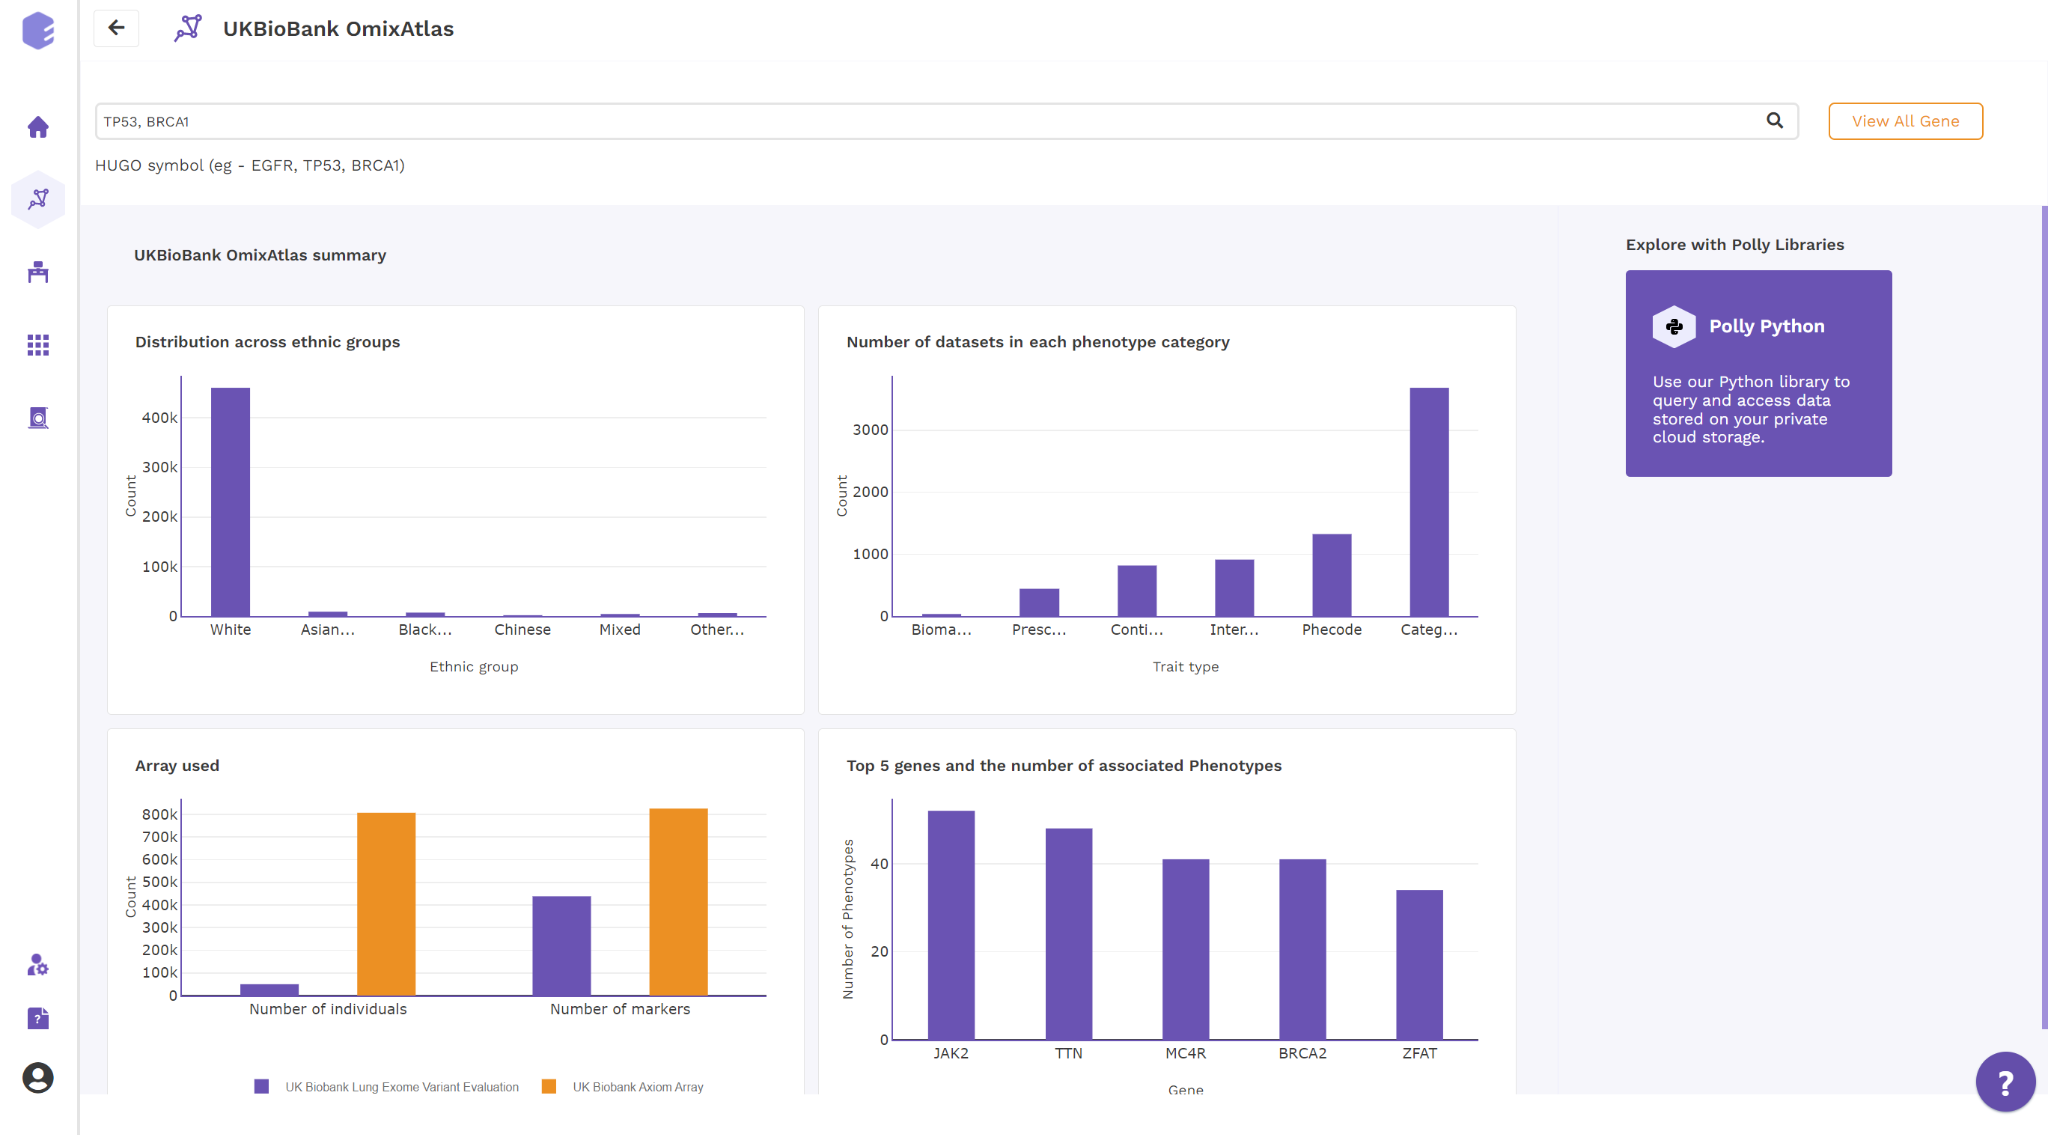 UKBioBank OmixAtlas
TP53, BRCA1
View All Gene
HUGO symbol (eg - EGFR, TP53, BRCA1)
UKBioBank OmixAtlas summary
Explore with Polly Libraries
Polly Python
Use our Python library to
query and access data
stored on your private
cloud storage.
Distribution across ethnic groups
Count
400k
300k
200k
100k
0
White Asian... Black... Chinese Mixed Other...
Ethnic group
Number of datasets in each phenotype category
Count
3000
2000
1000
0
Bioma... Presc... Conti... Inter... Phecode Categ...
Trait type
Array used
Count
800k
700k
600k
500k
400k
300k
200k
100k
0
Number of individuals Number of markers
UK Biobank Lung Exome Variant Evaluation UK Biobank Axiom Array
Top 5 genes and the number of associated Phenotypes
Number of Phenotypes
40
20
0
JAK2 TTN MC4R BRCA2 ZFAT
Gene
?
?